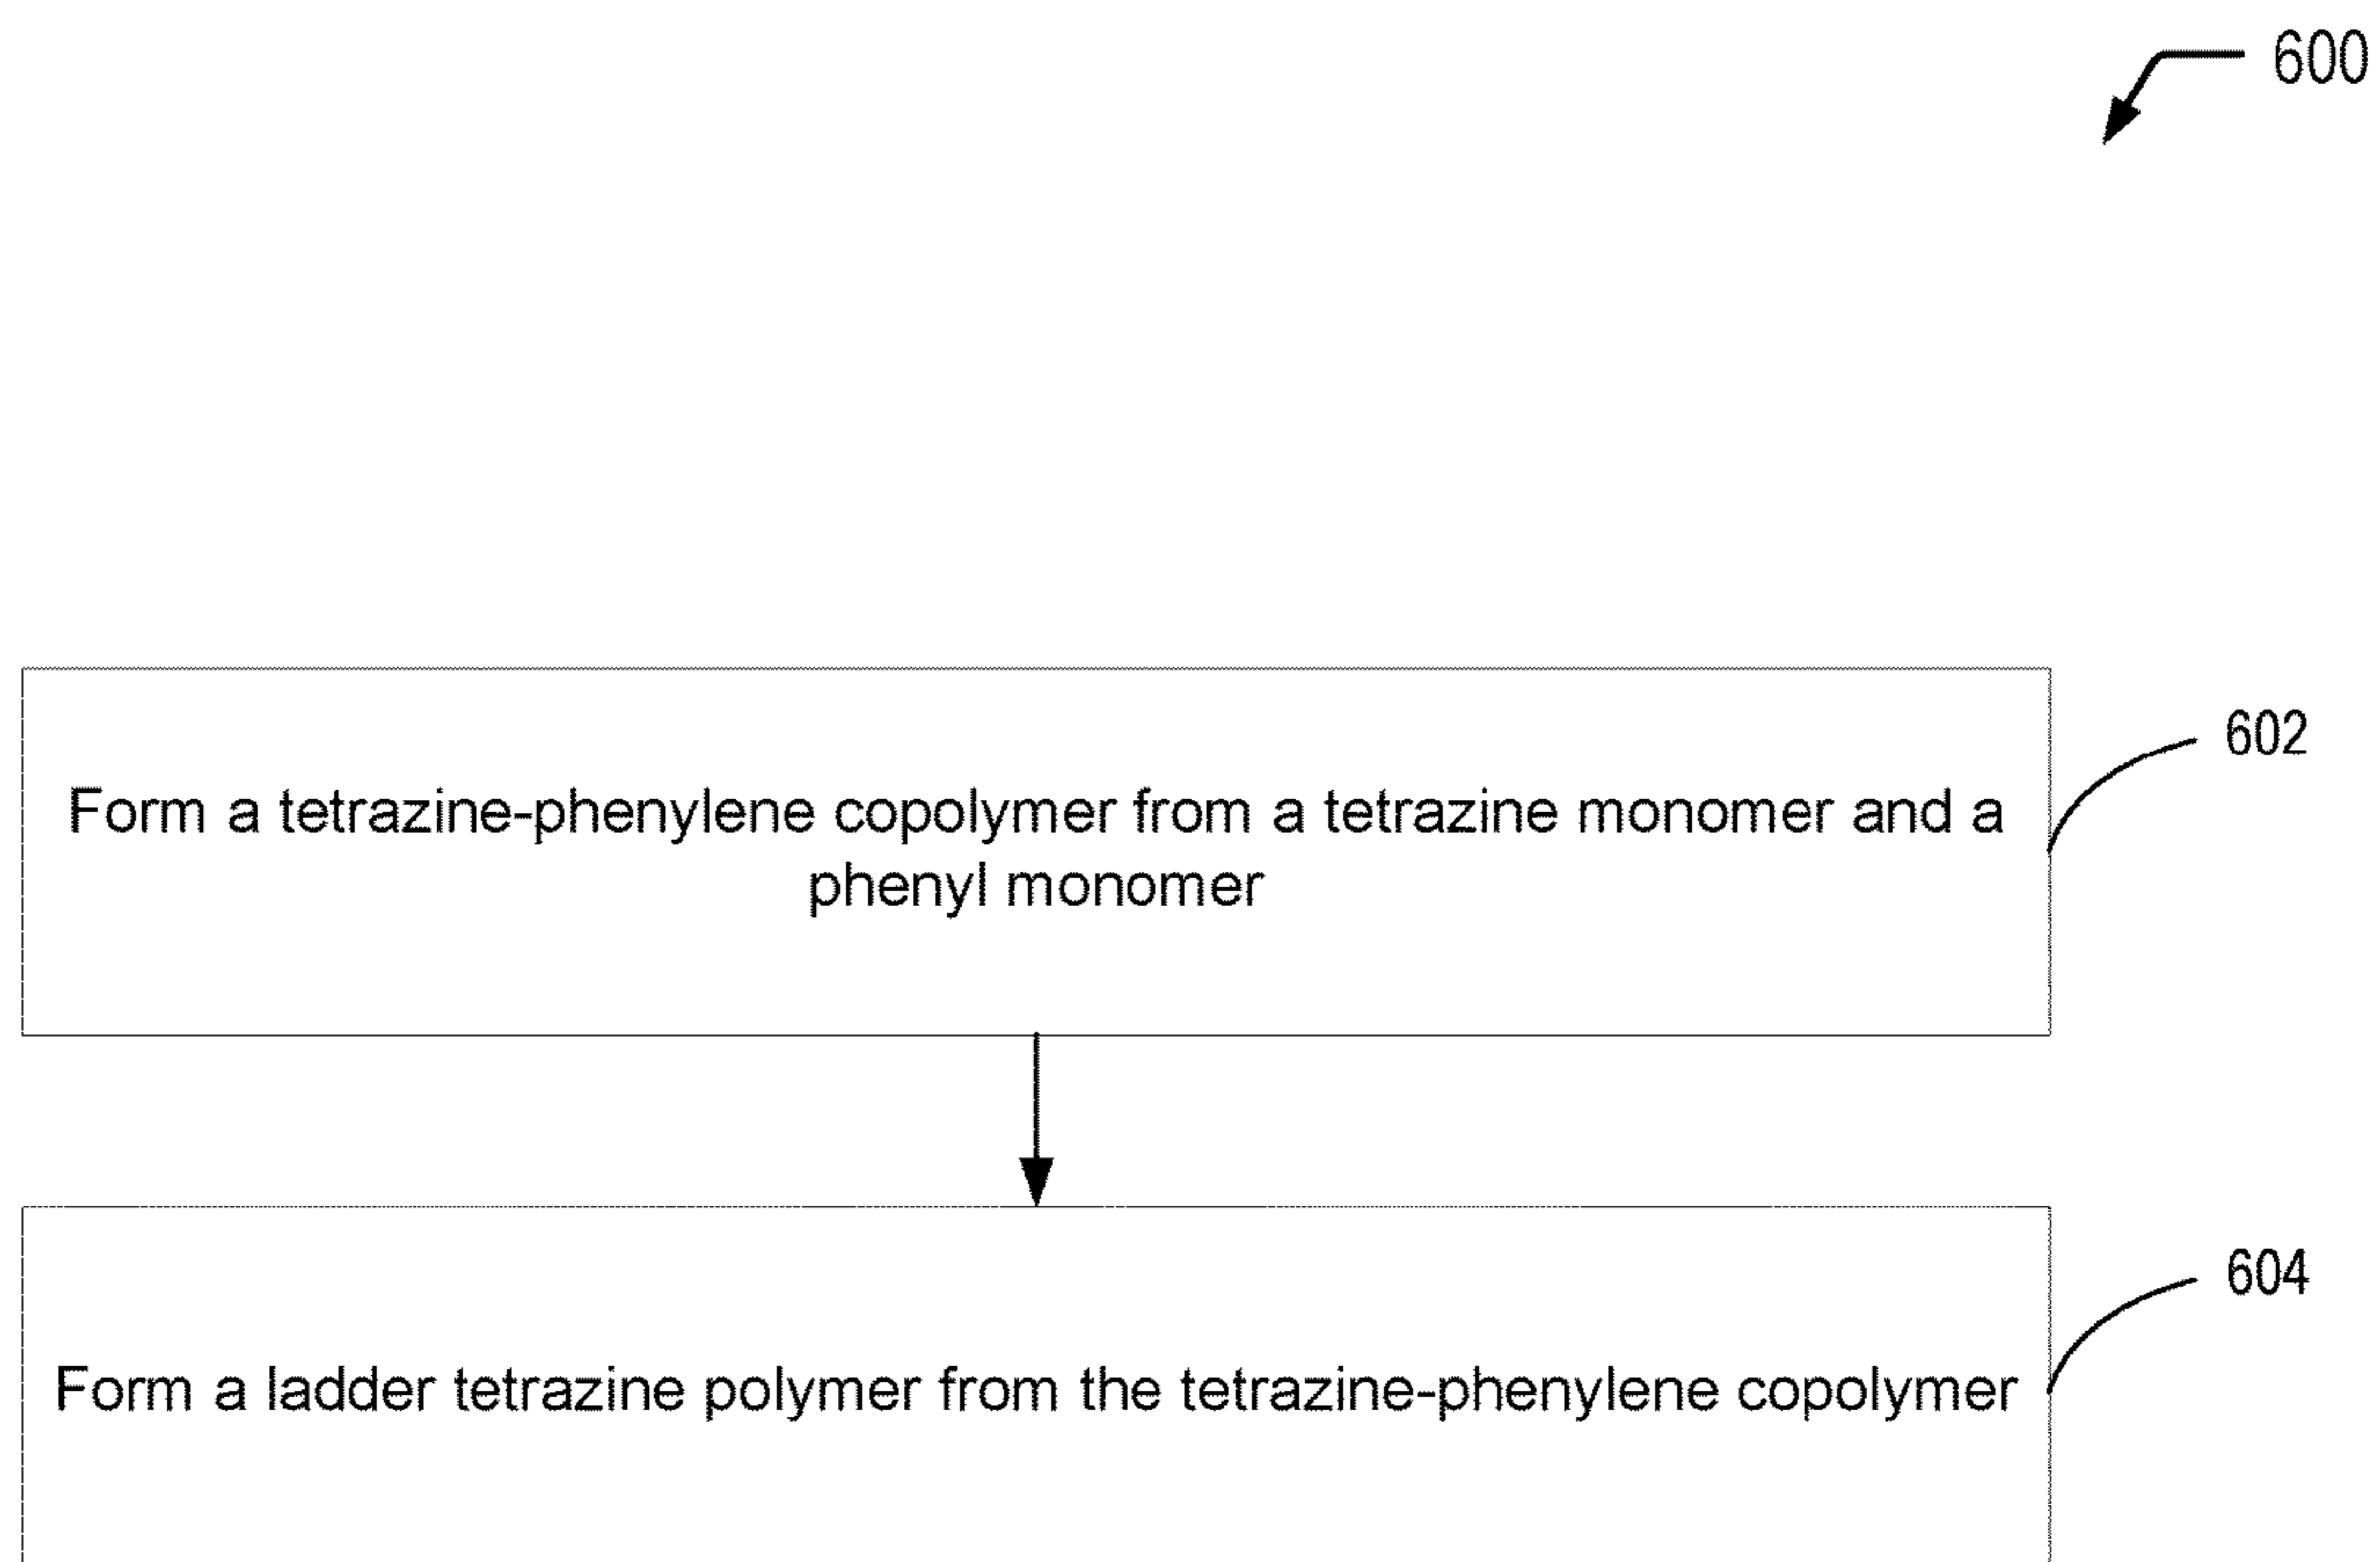 600
602
Form a tetrazine-phenylene copolymer from a tetrazine monomer and a
phenyl monomer
604
Form a ladder tetrazine polymer from the tetrazine-phenylene copolymer